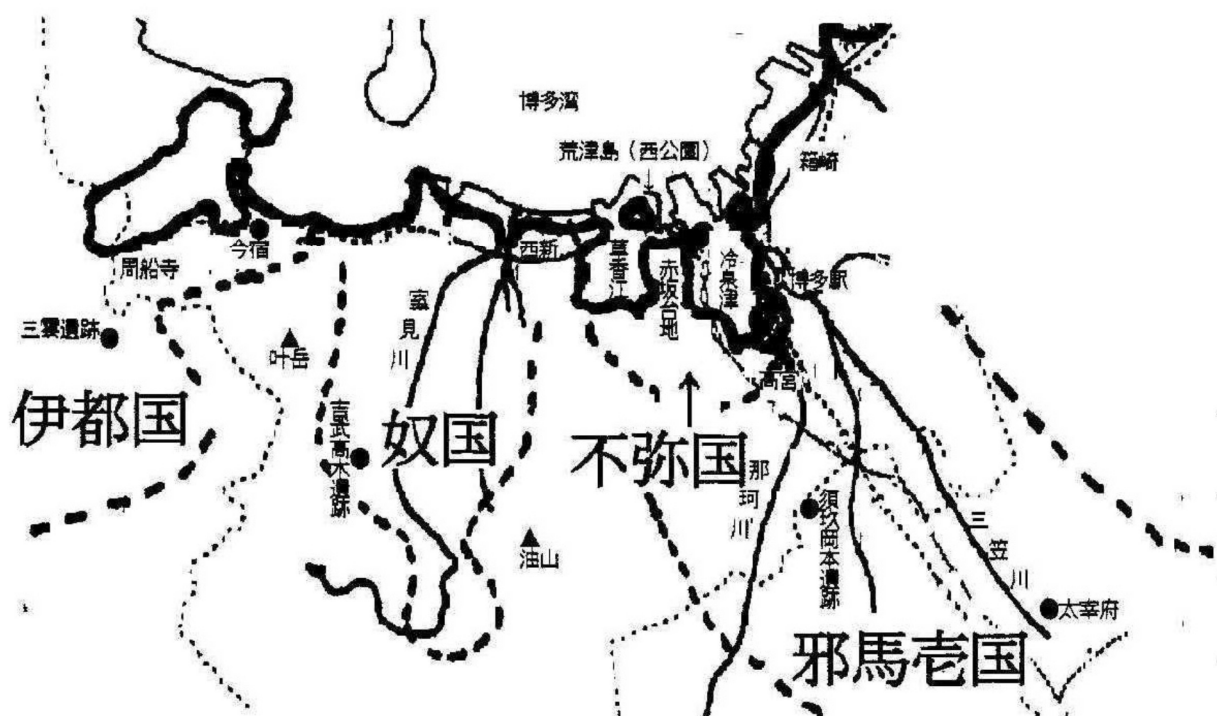 博多湾
荒津島（西公園）
箱崎
今宿
周船寺
西新
草香江
赤坂台地
冷泉津
博多駅
三雲遺跡
叶岳
室見川
高宮
伊都国
奴国
不弥国
吉武高木遺跡
那珂川
須玖岡本遺跡
三笠川
油山
太宰府
邪馬壱国